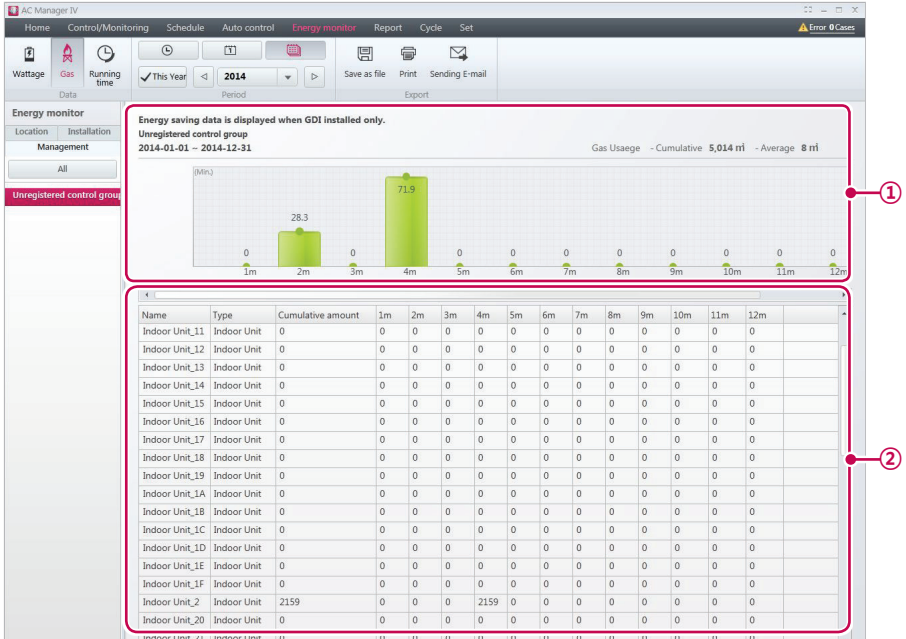 AC Manager IV
Home Control/Monitoring Schedule Auto control Energy monitor Report Cycle Set Error 0 Cases
Wattage Gas Running time
Data
This Year 2014
Period
Save as file Print Sending E-mail
Export
Energy monitor
Location Installation
Management
All
Unregistered control group
Energy saving data is displayed when GDI installed only.
Unregistered control group
2014-01-01 ~ 2014-12-31 Gas Usaege - Cumulative 5,014 ㎥ - Average 8 ㎥
(Min.)
0 28.3 0 71.9 0 0 0 0 0 0 0 0
1m 2m 3m 4m 5m 6m 7m 8m 9m 10m 11m 12m
①
Name Type Cumulative amount 1m 2m 3m 4m 5m 6m 7m 8m 9m 10m 11m 12m
Indoor Unit_11 Indoor Unit 0 0 0 0 0 0 0 0 0 0 0 0 0
Indoor Unit_12 Indoor Unit 0 0 0 0 0 0 0 0 0 0 0 0 0
Indoor Unit_13 Indoor Unit 0 0 0 0 0 0 0 0 0 0 0 0 0
Indoor Unit_14 Indoor Unit 0 0 0 0 0 0 0 0 0 0 0 0 0
Indoor Unit_15 Indoor Unit 0 0 0 0 0 0 0 0 0 0 0 0 0
Indoor Unit_16 Indoor Unit 0 0 0 0 0 0 0 0 0 0 0 0 0
Indoor Unit_17 Indoor Unit 0 0 0 0 0 0 0 0 0 0 0 0 0
Indoor Unit_18 Indoor Unit 0 0 0 0 0 0 0 0 0 0 0 0 0
②
Indoor Unit_19 Indoor Unit 0 0 0 0 0 0 0 0 0 0 0 0 0
Indoor Unit_1A Indoor Unit 0 0 0 0 0 0 0 0 0 0 0 0 0
Indoor Unit_1B Indoor Unit 0 0 0 0 0 0 0 0 0 0 0 0 0
Indoor Unit_1C Indoor Unit 0 0 0 0 0 0 0 0 0 0 0 0 0
Indoor Unit_1D Indoor Unit 0 0 0 0 0 0 0 0 0 0 0 0 0
Indoor Unit_1E Indoor Unit 0 0 0 0 0 0 0 0 0 0 0 0 0
Indoor Unit_1F Indoor Unit 0 0 0 0 0 0 0 0 0 0 0 0 0
Indoor Unit_2 Indoor Unit 2159 0 0 0 2159 0 0 0 0 0 0 0 0
Indoor Unit_20 Indoor Unit 0 0 0 0 0 0 0 0 0 0 0 0 0